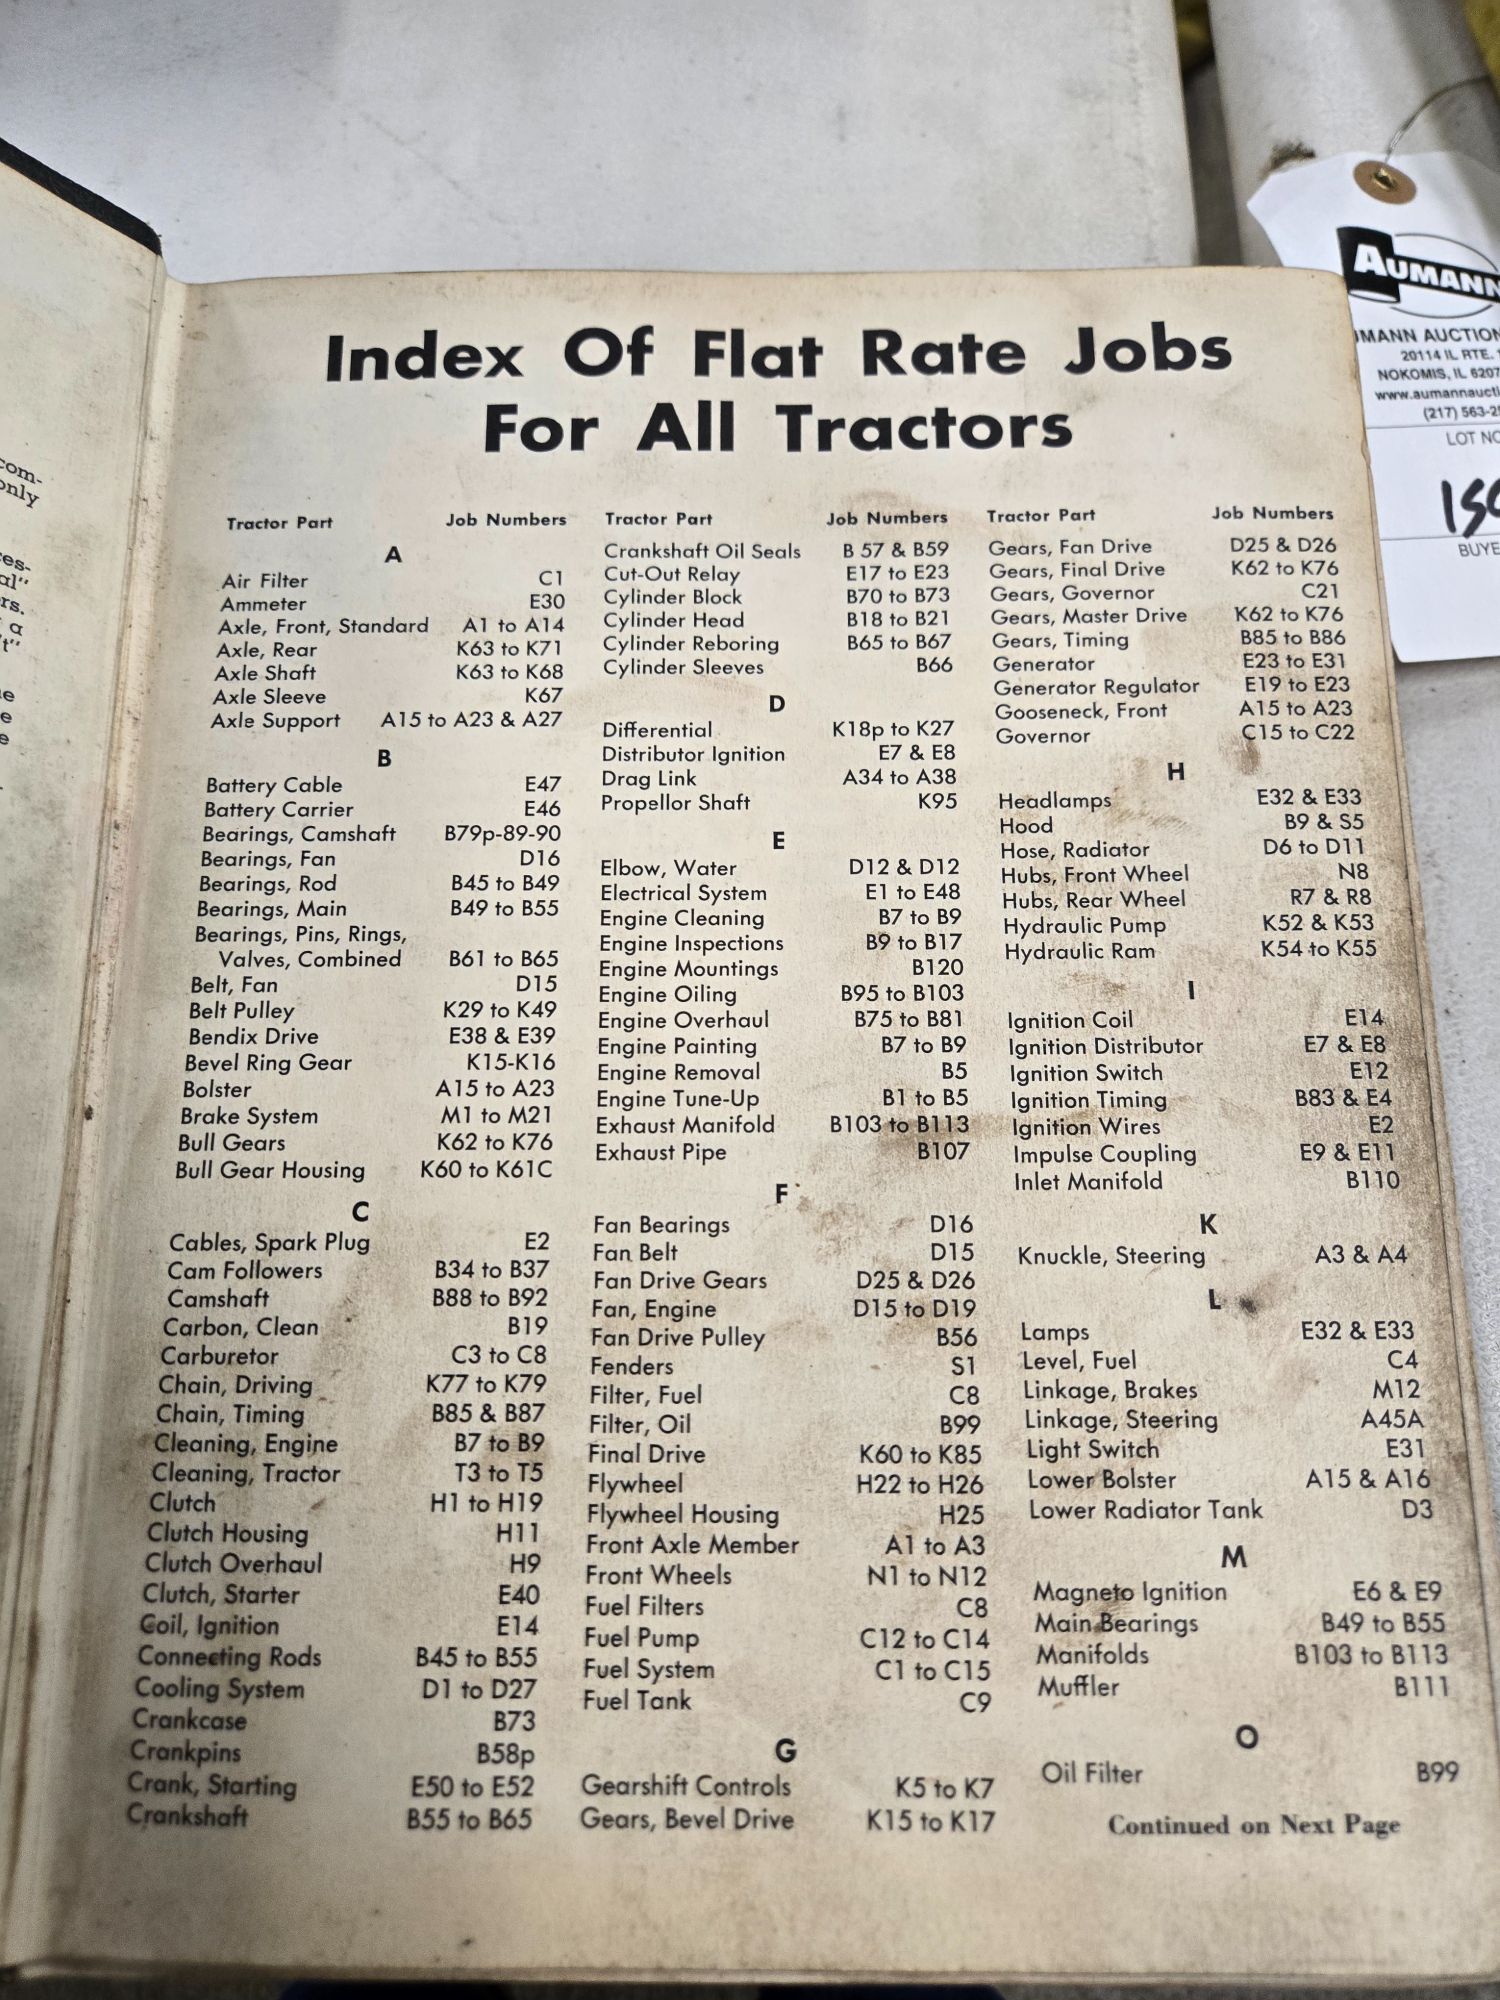 com-
only
es-
al"
rs.
a
't"
e
e
e
Index Of Flat Rate Jobs
For All Tractors
Tractor Part Job Numbers
A
Air Filter C1
Ammeter E30
Axle, Front, Standard A1 to A14
Axle, Rear K63 to K71
Axle Shaft K63 to K68
Axle Sleeve K67
Axle Support A15 to A23 & A27
B
Battery Cable E47
Battery Carrier E46
Bearings, Camshaft B79p-89-90
Bearings, Fan D16
Bearings, Rod B45 to B49
Bearings, Main B49 to B55
Bearings, Pins, Rings,
Valves, Combined B61 to B65
Belt, Fan D15
Belt Pulley K29 to K49
Bendix Drive E38 & E39
Bevel Ring Gear K15-K16
Bolster A15 to A23
Brake System M1 to M21
Bull Gears K62 to K76
Bull Gear Housing K60 to K61C
C
Cables, Spark Plug E2
Cam Followers B34 to B37
Camshaft B88 to B92
Carbon, Clean B19
Carburetor C3 to C8
Chain, Driving K77 to K79
Chain, Timing B85 & B87
Cleaning, Engine B7 to B9
Cleaning, Tractor T3 to T5
Clutch H1 to H19
Clutch Housing H11
Clutch Overhaul H9
Clutch, Starter E40
Coil, Ignition E14
Connecting Rods B45 to B55
Cooling System D1 to D27
Crankcase B73
Crankpins B58p
Crank, Starting E50 to E52
Crankshaft B55 to B65
Tractor Part Job Numbers
Crankshaft Oil Seals B 57 & B59
Cut-Out Relay E17 to E23
Cylinder Block B70 to B73
Cylinder Head B18 to B21
Cylinder Reboring B65 to B67
Cylinder Sleeves B66
D
Differential K18p to K27
Distributor Ignition E7 & E8
Drag Link A34 to A38
Propellor Shaft K95
E
Elbow, Water D12 & D12
Electrical System E1 to E48
Engine Cleaning B7 to B9
Engine Inspections B9 to B17
Engine Mountings B120
Engine Oiling B95 to B103
Engine Overhaul B75 to B81
Engine Painting B7 to B9
Engine Removal B5
Engine Tune-Up B1 to B5
Exhaust Manifold B103 to B113
Exhaust Pipe B107
F
Fan Bearings D16
Fan Belt D15
Fan Drive Gears D25 & D26
Fan, Engine D15 to D19
Fan Drive Pulley B56
Fenders S1
Filter, Fuel C8
Filter, Oil B99
Final Drive K60 to K85
Flywheel H22 to H26
Flywheel Housing H25
Front Axle Member A1 to A3
Front Wheels N1 to N12
Fuel Filters C8
Fuel Pump C12 to C14
Fuel System C1 to C15
Fuel Tank C9
G
Gearshift Controls K5 to K7
Gears, Bevel Drive K15 to K17
Tractor Part Job Numbers
Gears, Fan Drive D25 & D26
Gears, Final Drive K62 to K76
Gears, Governor C21
Gears, Master Drive K62 to K76
Gears, Timing B85 to B86
Generator E23 to E31
Generator Regulator E19 to E23
Gooseneck, Front A15 to A23
Governor C15 to C22
H
Headlamps E32 & E33
Hood B9 & S5
Hose, Radiator D6 to D11
Hubs, Front Wheel N8
Hubs, Rear Wheel R7 & R8
Hydraulic Pump K52 & K53
Hydraulic Ram K54 to K55
I
Ignition Coil E14
Ignition Distributor E7 & E8
Ignition Switch E12
Ignition Timing B83 & E4
Ignition Wires E2
Impulse Coupling E9 & E11
Inlet Manifold B110
K
Knuckle, Steering A3 & A4
L
Lamps E32 & E33
Level, Fuel C4
Linkage, Brakes M12
Linkage, Steering A45A
Light Switch E31
Lower Bolster A15 & A16
Lower Radiator Tank D3
M
Magneto Ignition E6 & E9
Main Bearings B49 to B55
Manifolds B103 to B113
Muffler B111
O
Oil Filter B99
Continued on Next Page
AUMANN
UMANN AUCTION
20114 IL RTE. 1
NOKOMIS, IL 6207
www.aumannaucti
(217) 563-2
LOT NO
150
BUYE